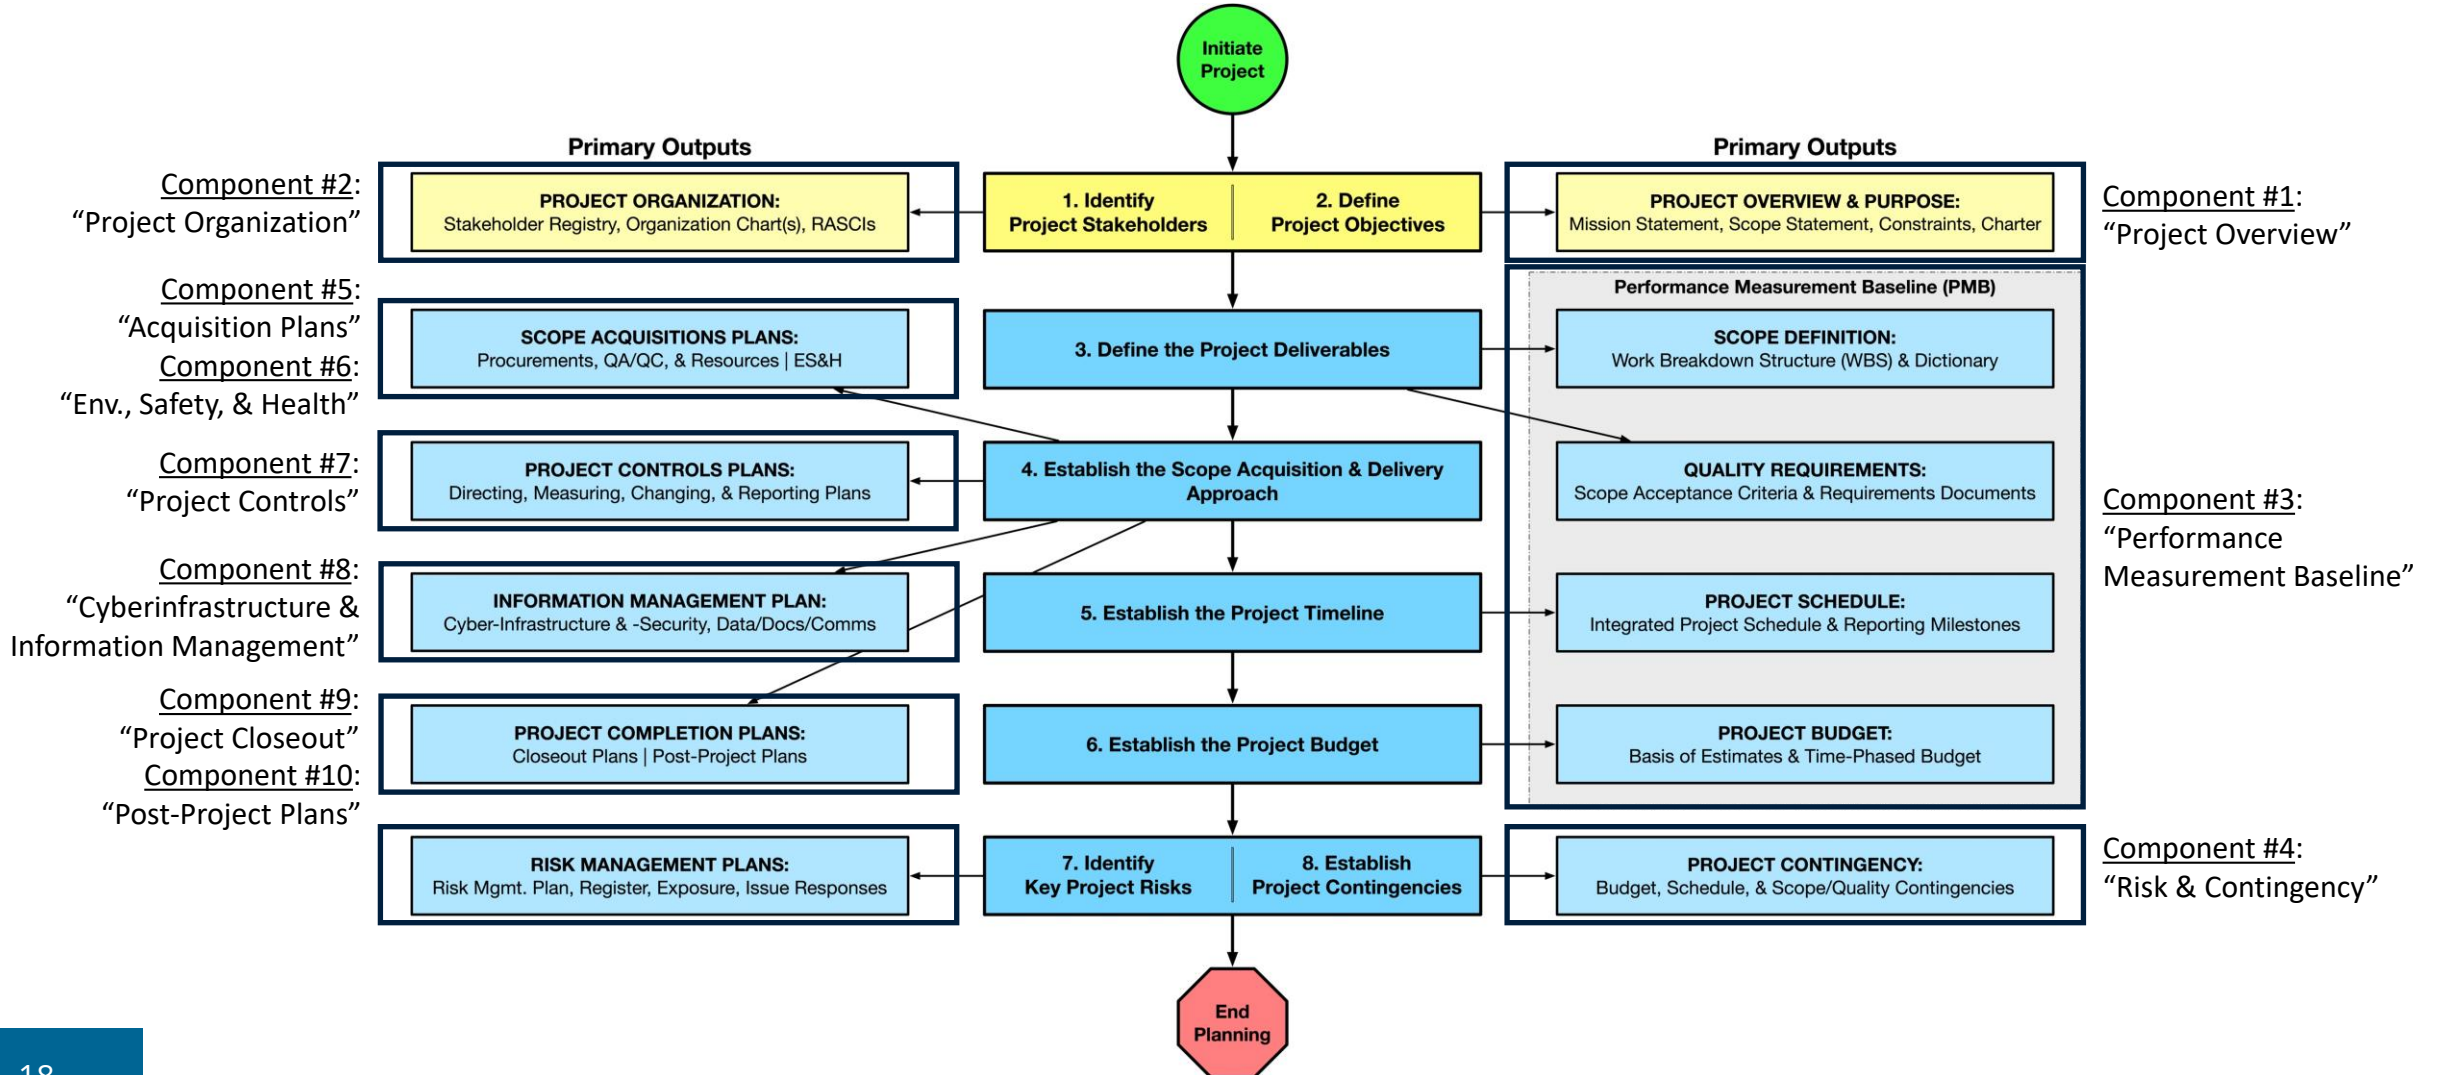 Initiate
Project
Primary Outputs
Primary Outputs
Component #2:
“Project Organization”
PROJECT ORGANIZATION:
Stakeholder Registry, Organization Chart(s), RASCIs
1. Identify
Project Stakeholders
2. Define
Project Objectives
PROJECT OVERVIEW & PURPOSE:
Mission Statement, Scope Statement, Constraints, Charter
Component #1:
“Project Overview”
Component #5:
“Acquisition Plans”
Component #6:
“Env., Safety, & Health”
SCOPE ACQUISITIONS PLANS:
Procurements, QA/QC, & Resources | ES&H
3. Define the Project Deliverables
Performance Measurement Baseline (PMB)
SCOPE DEFINITION:
Work Breakdown Structure (WBS) & Dictionary
Component #7:
“Project Controls”
PROJECT CONTROLS PLANS:
Directing, Measuring, Changing, & Reporting Plans
4. Establish the Scope Acquisition & Delivery
Approach
QUALITY REQUIREMENTS:
Scope Acceptance Criteria & Requirements Documents
Component #3:
“Performance
Measurement Baseline”
Component #8:
“Cyberinfrastructure &
Information Management”
INFORMATION MANAGEMENT PLAN:
Cyber-Infrastructure & -Security, Data/Docs/Comms
5. Establish the Project Timeline
PROJECT SCHEDULE:
Integrated Project Schedule & Reporting Milestones
Component #9:
“Project Closeout”
Component #10:
“Post-Project Plans”
PROJECT COMPLETION PLANS:
Closeout Plans | Post-Project Plans
6. Establish the Project Budget
PROJECT BUDGET:
Basis of Estimates & Time-Phased Budget
RISK MANAGEMENT PLANS:
Risk Mgmt. Plan, Register, Exposure, Issue Responses
7. Identify
Key Project Risks
8. Establish
Project Contingencies
PROJECT CONTINGENCY:
Budget, Schedule, & Scope/Quality Contingencies
Component #4:
“Risk & Contingency”
End
Planning
18